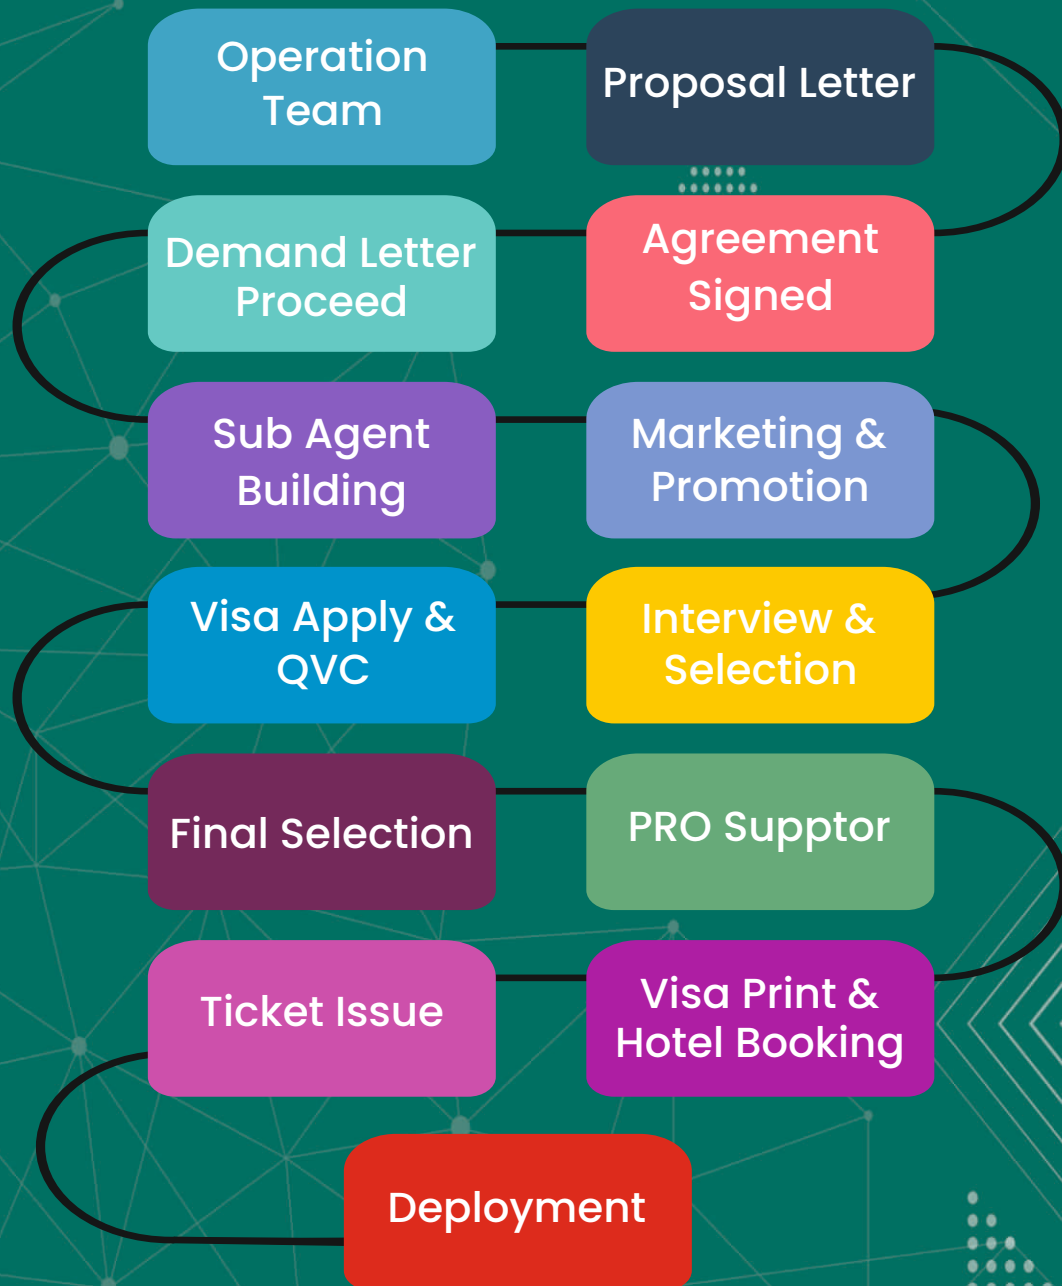 Operation
Team
Proposal Letter
Agreement
Signed
Demand Letter
Proceed
Sub Agent
Building
Marketing &
Promotion
Interview &
Selection
Visa Apply &
QVC
Final Selection
PRO Supptor
Visa Print &
Hotel Booking
Ticket Issue
Deployment